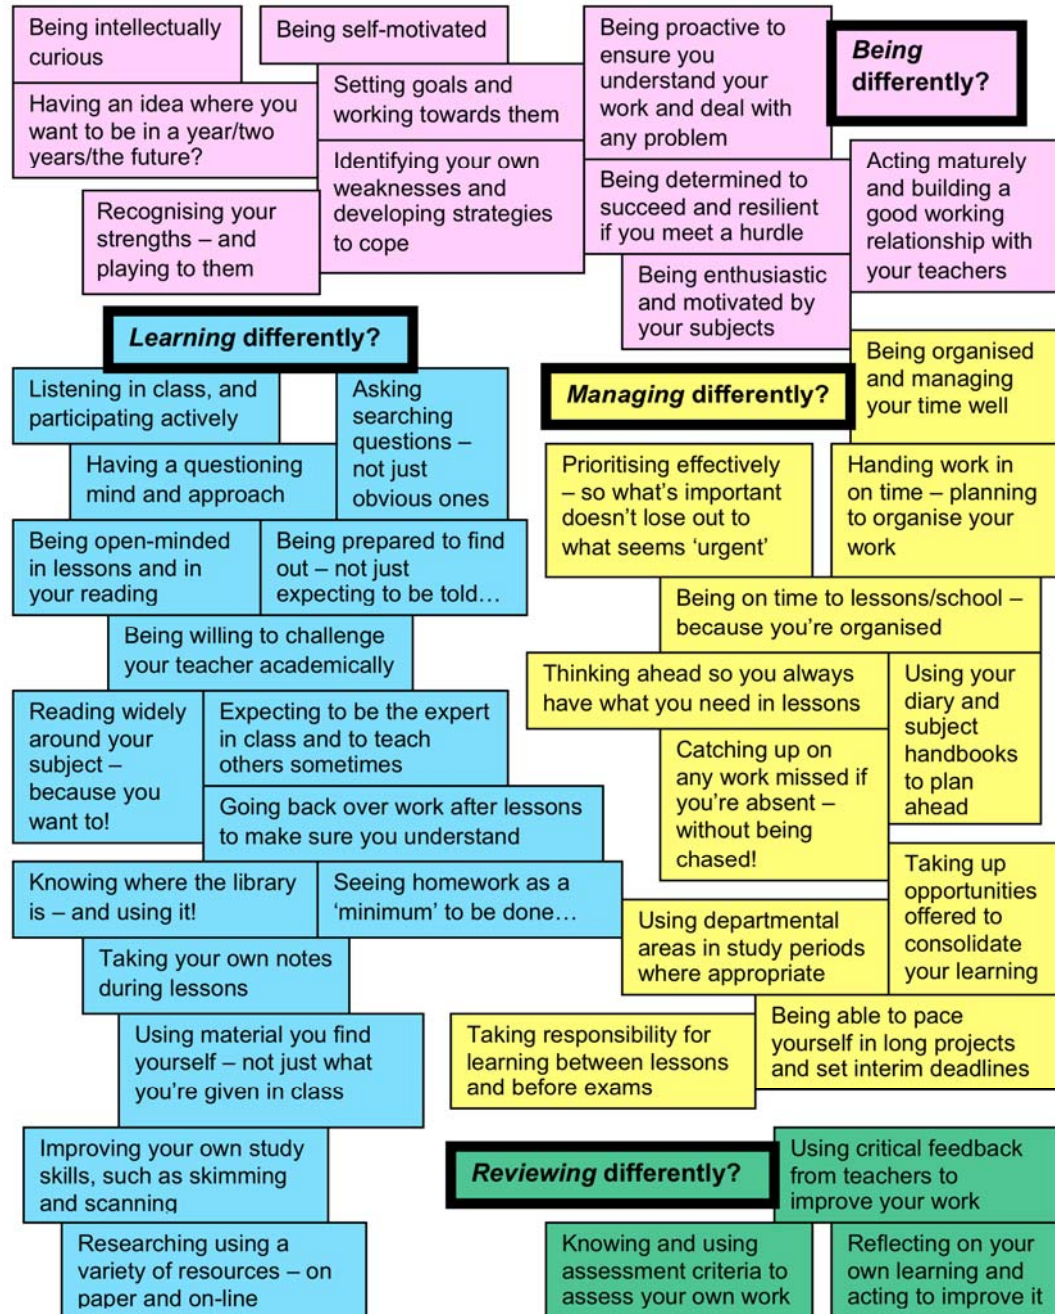 Being intellectually
curious
Being self-motivated
Being proactive to
ensure you
understand your
work and deal with
any problem
Being
differently?
Having an idea where you
want to be in a year/two
years/the future?
Setting goals and
working towards them
Identifying your own
weaknesses and
developing strategies
to cope
Recognising your
strengths – and
playing to them
Being determined to
succeed and resilient
if you meet a hurdle
Acting maturely
and building a
good working
relationship with
your teachers
Being enthusiastic
and motivated by
your subjects
Learning differently?
Listening in class, and
participating actively
Asking
searching
questions –
not just
obvious ones
Having a questioning
mind and approach
Being open-minded
in lessons and in
your reading
Being prepared to find
out – not just
expecting to be told…
Being willing to challenge
your teacher academically
Reading widely
around your
subject –
because you
want to!
Expecting to be the expert
in class and to teach
others sometimes
Going back over work after lessons
to make sure you understand
Knowing where the library
is – and using it!
Seeing homework as a
‘minimum’ to be done…
Taking your own notes
during lessons
Using material you find
yourself – not just what
you’re given in class
Improving your own study
skills, such as skimming
and scanning
Researching using a
variety of resources – on
paper and on-line
Managing differently?
Being organised
and managing
your time well
Prioritising effectively
– so what’s important
doesn’t lose out to
what seems ‘urgent’
Handing work in
on time – planning
to organise your
work
Being on time to lessons/school –
because you’re organised
Thinking ahead so you always
have what you need in lessons
Using your
diary and
subject
handbooks
to plan
ahead
Catching up on
any work missed if
you’re absent –
without being
chased!
Taking up
opportunities
offered to
consolidate
your learning
Using departmental
areas in study periods
where appropriate
Taking responsibility for
learning between lessons
and before exams
Being able to pace
yourself in long projects
and set interim deadlines
Reviewing differently?
Using critical feedback
from teachers to
improve your work
Knowing and using
assessment criteria to
assess your own work
Reflecting on your
own learning and
acting to improve it